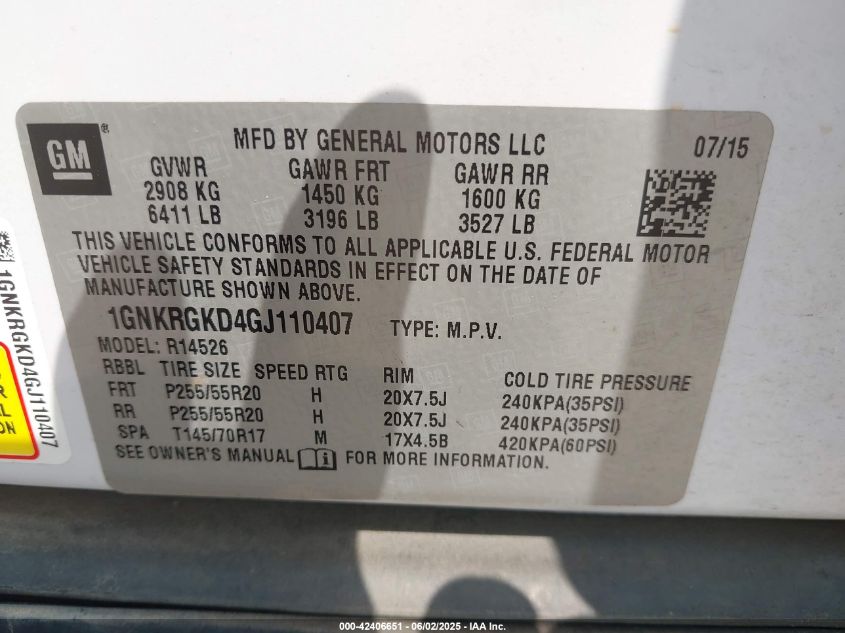 GM ®
MFD BY GENERAL MOTORS LLC 07/15
GVWR GAWR FRT GAWR RR
2908 KG 1450 KG 1600 KG
6411 LB 3196 LB 3527 LB
THIS VEHICLE CONFORMS TO ALL APPLICABLE U.S. FEDERAL MOTOR
VEHICLE SAFETY STANDARDS IN EFFECT ON THE DATE OF
MANUFACTURE SHOWN ABOVE.
1GNKRGKD4GJ110407 TYPE: M.P.V.
MODEL: R14526
RBBL TIRE SIZE SPEED RTG RIM COLD TIRE PRESSURE
FRT P255/55R20 H 20X7.5J 240KPA(35PSI)
RR P255/55R20 H 20X7.5J 240KPA(35PSI)
SPA T145/70R17 M 17X4.5B 420KPA(60PSI)
SEE OWNER'S MANUAL i FOR MORE INFORMATION.
1GNKRGKD4GJ110407
000-42406651 - 06/02/2025 - IAA Inc.